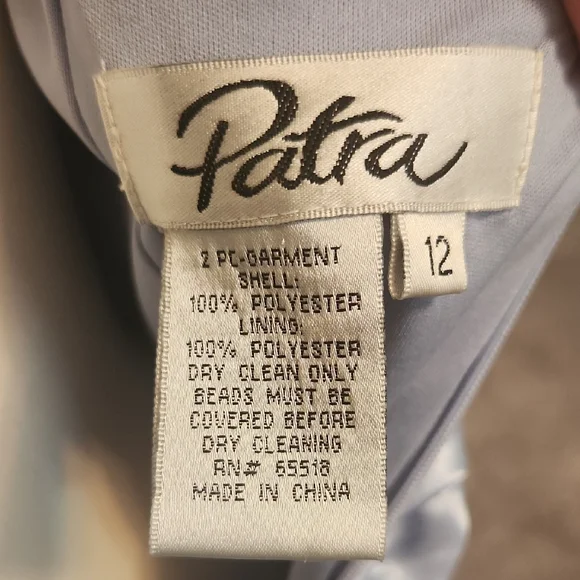 Patra
12
2 PC-GARMENT
SHELL:
100% POLYESTER
LINING:
100% POLYESTER
DRY CLEAN ONLY
BEADS MUST BE
COVERED BEFORE
DRY CLEANING
RN# 65518
MADE IN CHINA